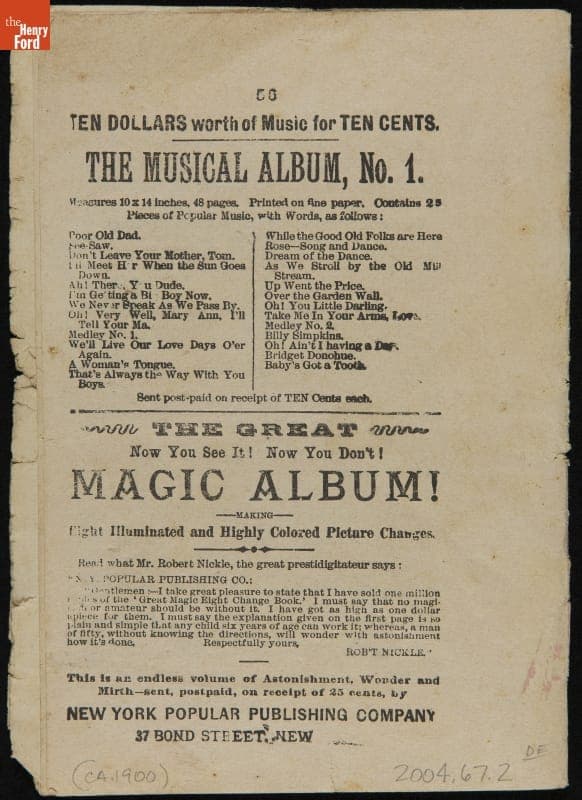 the
Henry
Ford
56
TEN DOLLARS worth of Music for TEN CENTS.
THE MUSICAL ALBUM, No. 1.
Measures 10 x 14 inches, 48 pages. Printed on fine paper. Contains 25
Pieces of Popular Music, with Words, as follows:
Poor Old Dad.
See-Saw.
Don't Leave Your Mother, Tom.
I'll Meet Her When the Sun Goes
Down.
Ah! There, You Dude.
I'm Getting a Big Boy Now.
We Never Speak As We Pass By.
Oh! Very Well, Mary Ann, I'll
Tell Your Ma.
Medley No. 1.
We'll Live Our Love Days O'er
Again.
A Woman's Tongue.
That's Always the Way With You
Boys.
While the Good Old Folks are Here
Rose—Song and Dance.
Dream of the Dance.
As We Stroll by the Old Mill
Stream.
Up Went the Price.
Over the Garden Wall.
Oh! You Little Darling.
Take Me In Your Arms, Love.
Medley No. 2.
Billy Simpkins.
Oh! Ain't I having a Day.
Bridget Donohue.
Baby's Got a Tooth.
Sent post-paid on receipt of TEN Cents each.
THE GREAT
Now You See It! Now You Don't!
MAGIC ALBUM!
—MAKING—
Eight Illuminated and Highly Colored Picture Changes.
Read what Mr. Robert Nickle, the great prestidigitateur says:
"N. Y. POPULAR PUBLISHING CO.:
"Gentlemen:—I take great pleasure to state that I have sold one million
copies of the 'Great Magic Eight Change Book.' I must say that no magi-
cian or amateur should be without it. I have got as high as one dollar
apiece for them. I must say the explanation given on the first page is so
plain and simple that any child six years of age can work it; whereas, a man
of fifty, without knowing the directions, will wonder with astonishment
how it's done. Respectfully yours,
ROB'T NICKLE."
This is an endless volume of Astonishment, Wonder and
Mirth—sent, postpaid, on receipt of 25 cents, by
NEW YORK POPULAR PUBLISHING COMPANY
37 BOND STREET, NEW
(CA.1900)
2004.67.2
DE